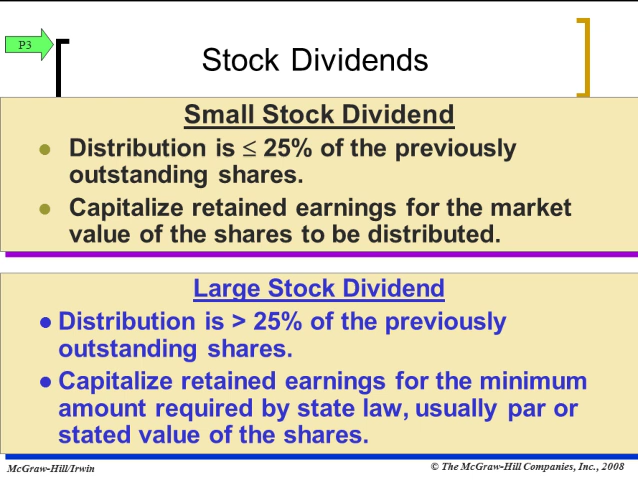 P3
Stock Dividends
Small Stock Dividend
● Distribution is ≤ 25% of the previously
outstanding shares.
● Capitalize retained earnings for the market
value of the shares to be distributed.
Large Stock Dividend
● Distribution is > 25% of the previously
outstanding shares.
● Capitalize retained earnings for the minimum
amount required by state law, usually par or
stated value of the shares.
McGraw-Hill/Irwin
© The McGraw-Hill Companies, Inc., 2008